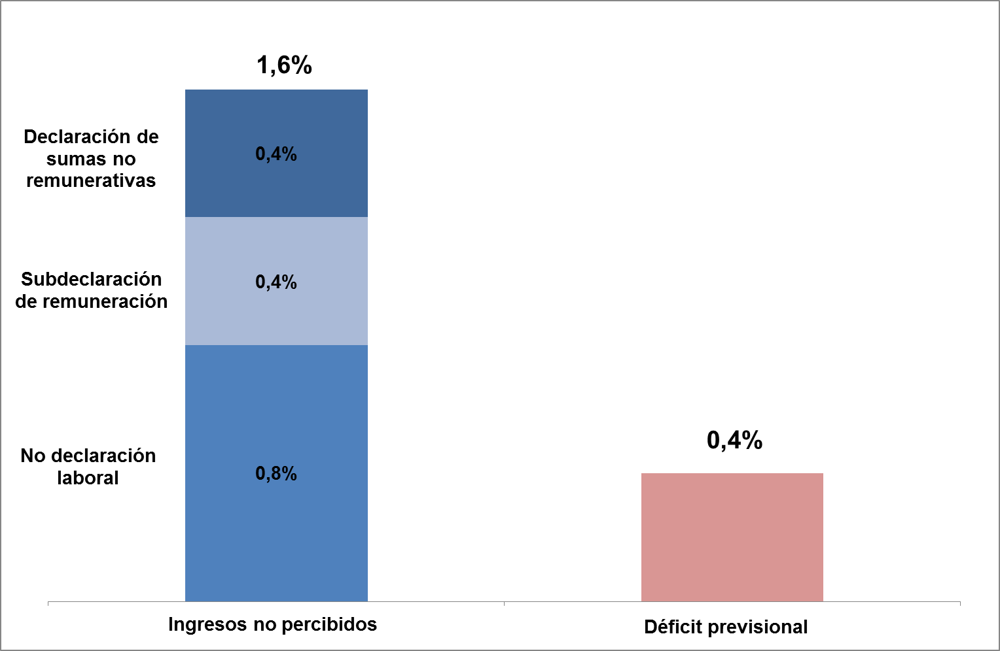 1,6%
Declaración de
sumas no
remunerativas
0,4%
Subdeclaración
de remuneración
0,4%
No declaración
laboral
0,8%
0,4%
Ingresos no percibidos
Déficit previsional